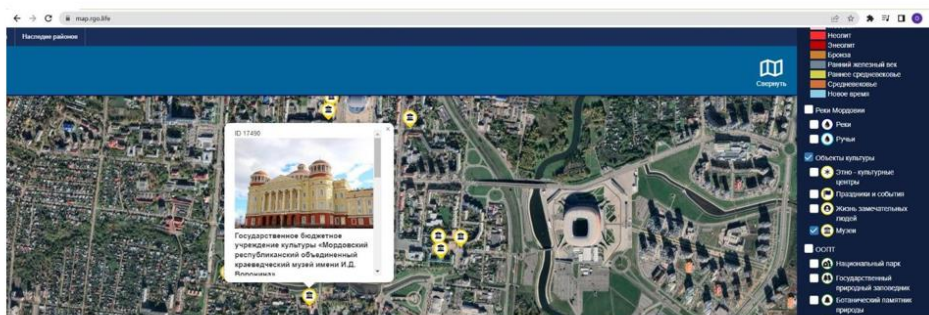 map.rgs.life
Наследие районов
Свернуть
ID 17490
Государственное бюджетное
учреждение культуры «Мордовский
республиканский объединенный
краеведческий музей имени И.Д.
Воронина»
Неолит
Энеолит
Бронза
Ранний железный век
Раннее средневековье
Средневековье
Новое время
Реки Мордовии
Реки
Ручьи
Объекты культуры
Этно - культурные
центры
Праздники и события
Жизнь замечательных
людей
Музеи
ООПТ
Национальный парк
Государственный
природный заповедник
Ботанический памятник
природы